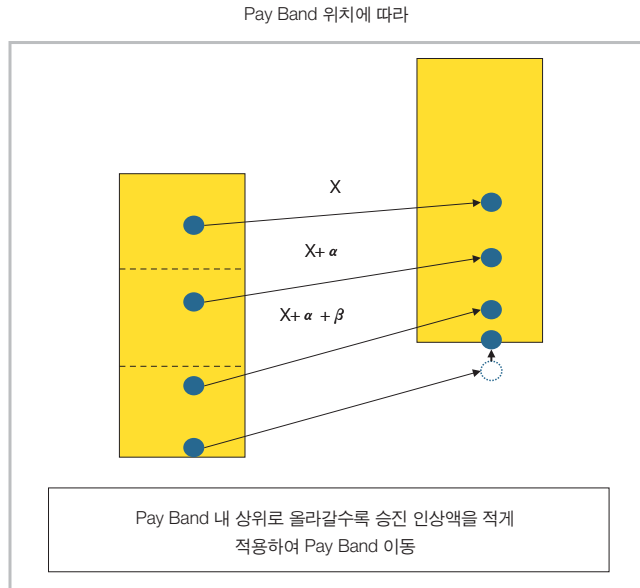 Pay Band 위치에 따라
X
X+ α
X+ α + β
Pay Band 내 상위로 올라갈수록 승진 인상액을 적게
적용하여 Pay Band 이동